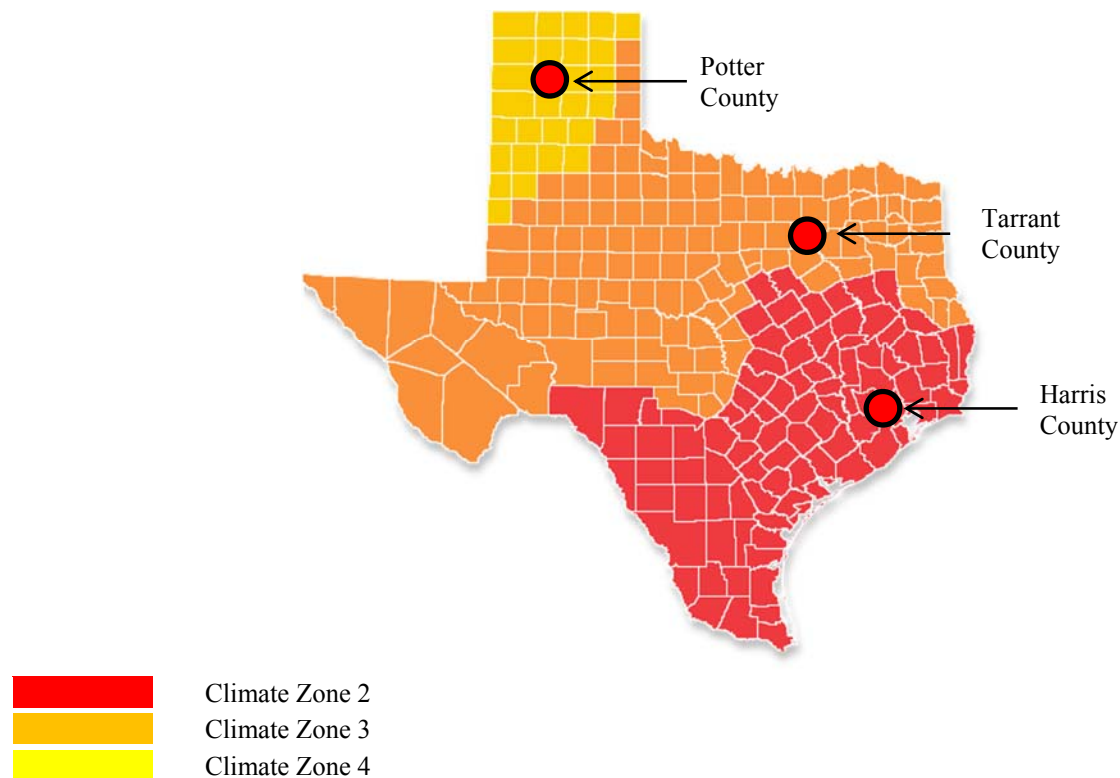 Potter
County
Tarrant
County
Harris
County
Climate Zone 2
Climate Zone 3
Climate Zone 4